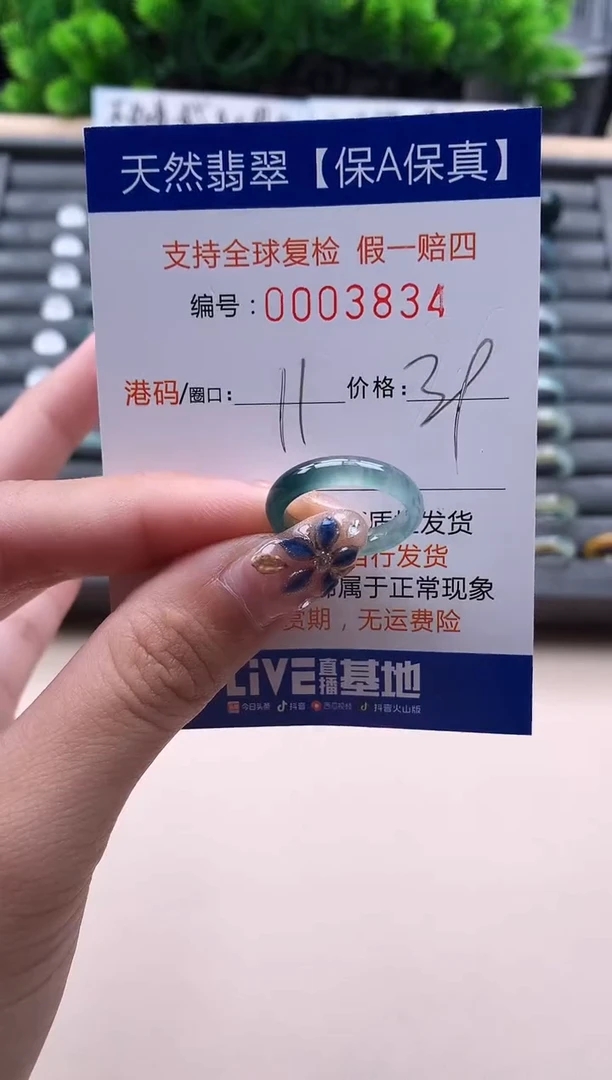 天然翡翠【保A保真】
支持全球复检 假一赔四
编号：0003834
港码/圈口： 11 价格：
发货
自行发货
属于正常现象
赏期，无运费险
LiVE直播基地
今日头条 抖音 西瓜视频 抖音火山版